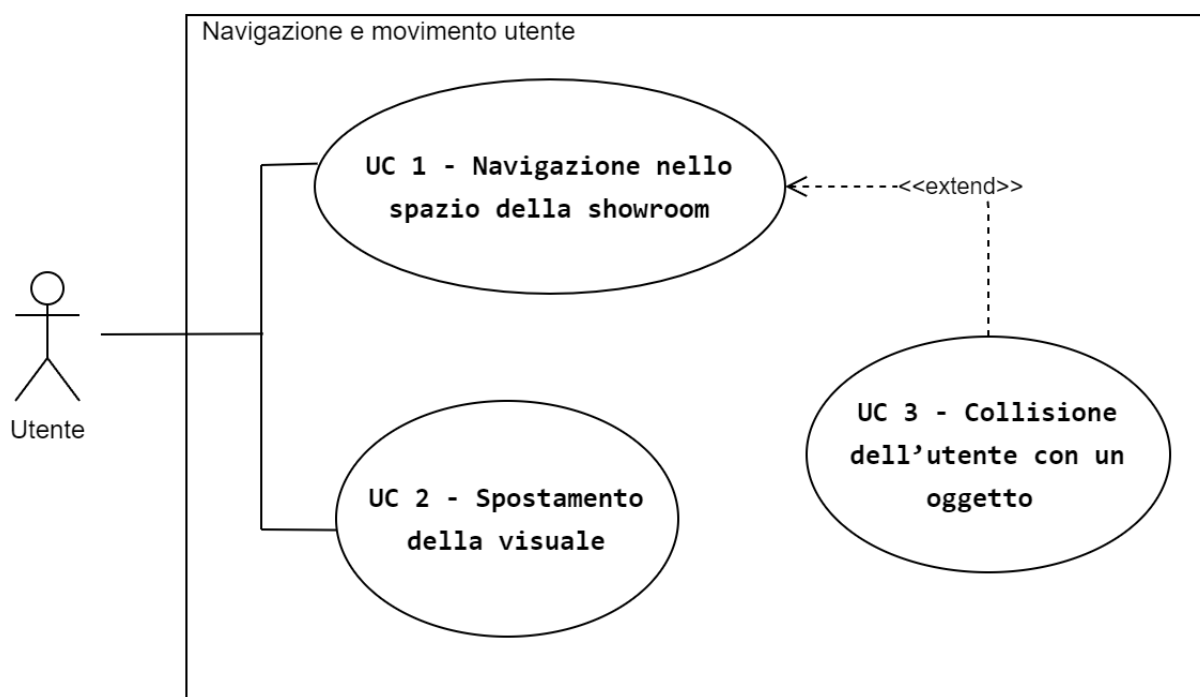 Navigazione e movimento utente
UC 1 - Navigazione nello
spazio della showroom
<<extend>>
Utente
UC 2 - Spostamento
della visuale
UC 3 - Collisione
dell’utente con un
oggetto